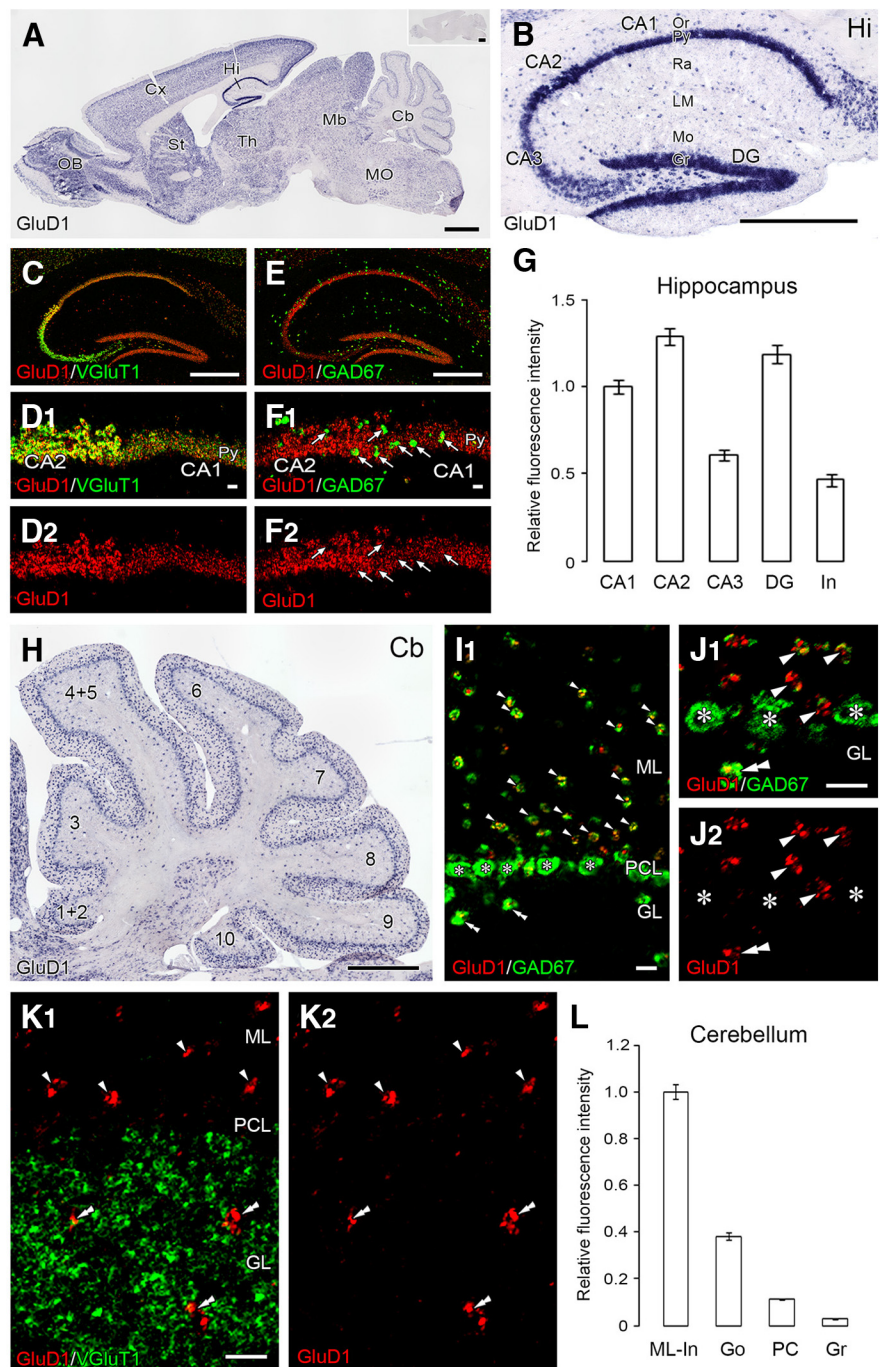 A
Cx
Hi
OB
St
Th
Mb
Cb
MO
GluD1
B
Hi
CA1
Or
Py
CA2
Ra
LM
Mo
CA3
Gr
DG
GluD1
C
GluD1/VGluT1
E
GluD1/GAD67
D1
CA2
Py
CA1
GluD1/VGluT1
F1
Py
CA2
CA1
GluD1/GAD67
D2
GluD1
F2
GluD1
G
Hippocampus
Relative fluorescence intensity
1.5
1.0
0.5
0
CA1 CA2 CA3 DG In
H
Cb
4+5
6
7
3
8
1+2
9
10
GluD1
I1
ML
PCL
GL
GluD1/GAD67
J1
* * *
GL
GluD1/GAD67
J2
* * *
GluD1
* * * * *
K1
ML
PCL
GL
GluD1/VGluT1
K2
GluD1
L
Cerebellum
Relative fluorescence intensity
1.2
1.0
0.8
0.6
0.4
0.2
0
ML-In Go PC Gr